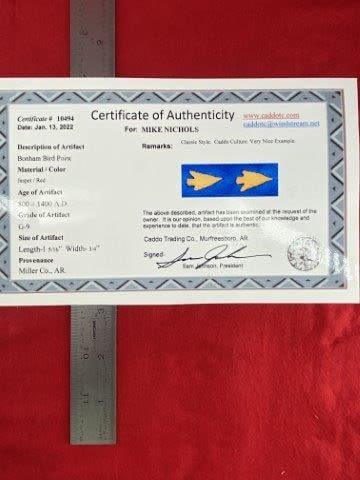 Certificate # 10494
Date: Jan. 13, 2022
Certificate of Authenticity
www.caddotc.com
caddotc@windstream.net
For: MIKE NICHOLS
Description of Artifact
Bonham Bird Point
Material / Color
Jasper / Red
Age of Artifact
800 - 1400 A.D.
Grade of Artifact
G-9
Size of Artifact
Length-1 5/16" Width- 3/4"
Provenance
Miller Co., AR.
Remarks: Classic Style. Caddo Culture. Very Nice Example.
The above described, artifact has been examined at the request of the
owner. It is our opinion, based upon the best of our knowledge and
experience to date, that the artifact is authentic.
Caddo Trading Co., Murfreesboro, AR.
Signed:
Sam Johnson, President
10
11
1
2
3